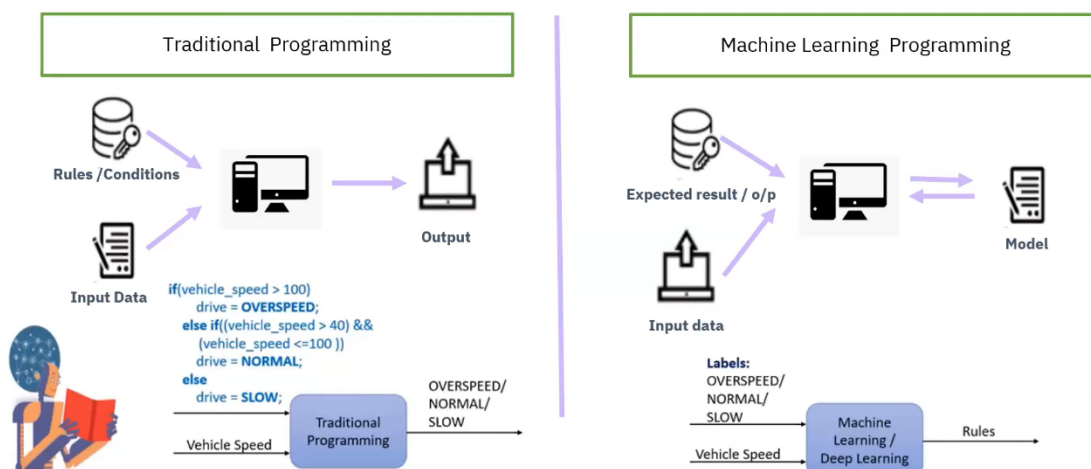 Traditional Programming
Rules /Conditions
Input Data
Output
if(vehicle_speed > 100)
drive = OVERSPEED;
else if((vehicle_speed > 40) &&
(vehicle_speed <=100 ))
drive = NORMAL;
else
drive = SLOW;
Vehicle Speed
Traditional
Programming
OVERSPEED/
NORMAL/
SLOW
Machine Learning Programming
Expected result / o/p
Input data
Model
Labels:
OVERSPEED/
NORMAL/
SLOW
Vehicle Speed
Machine
Learning /
Deep Learning
Rules